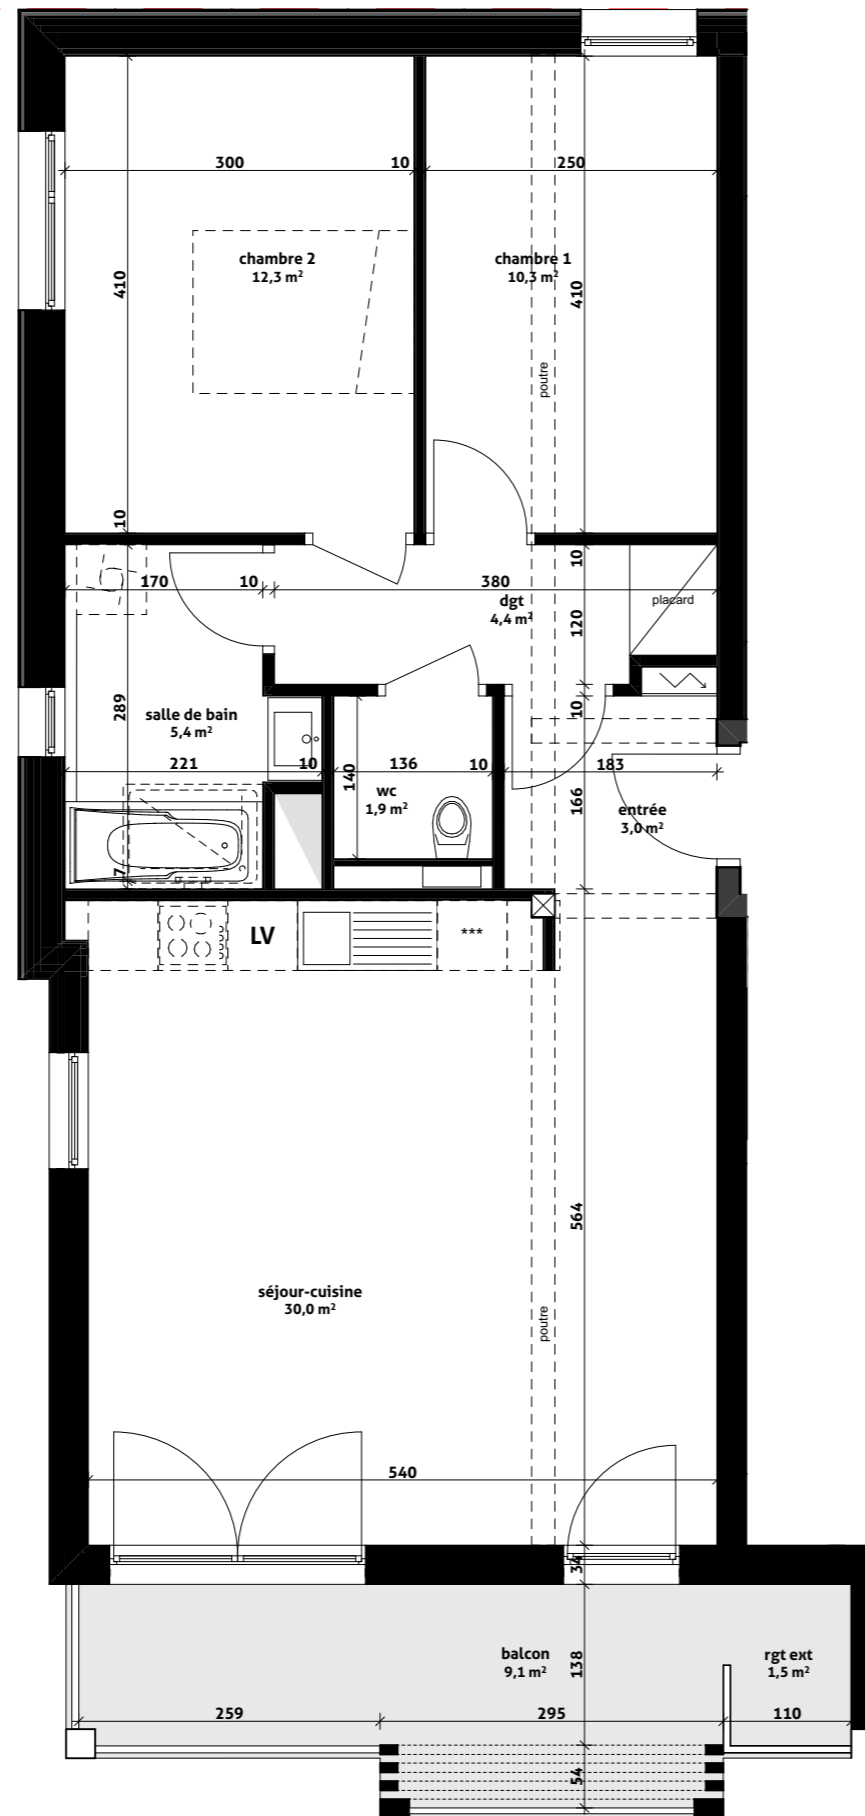 300
10
250
chambre 2
12,3 m²
chambre 1
10,3 m²
410
410
poutre
10
10
170
10
380
dgt
4,4 m²
placard
120
289
10
salle de bain
5,4 m²
221
10
140
136
10
183
wc
1,9 m²
166
entrée
3,0 m²
7
LV
***
564
séjour-cuisine
30,0 m²
poutre
540
34
balcon
9,1 m²
138
rgt ext
1,5 m²
259
295
110
54